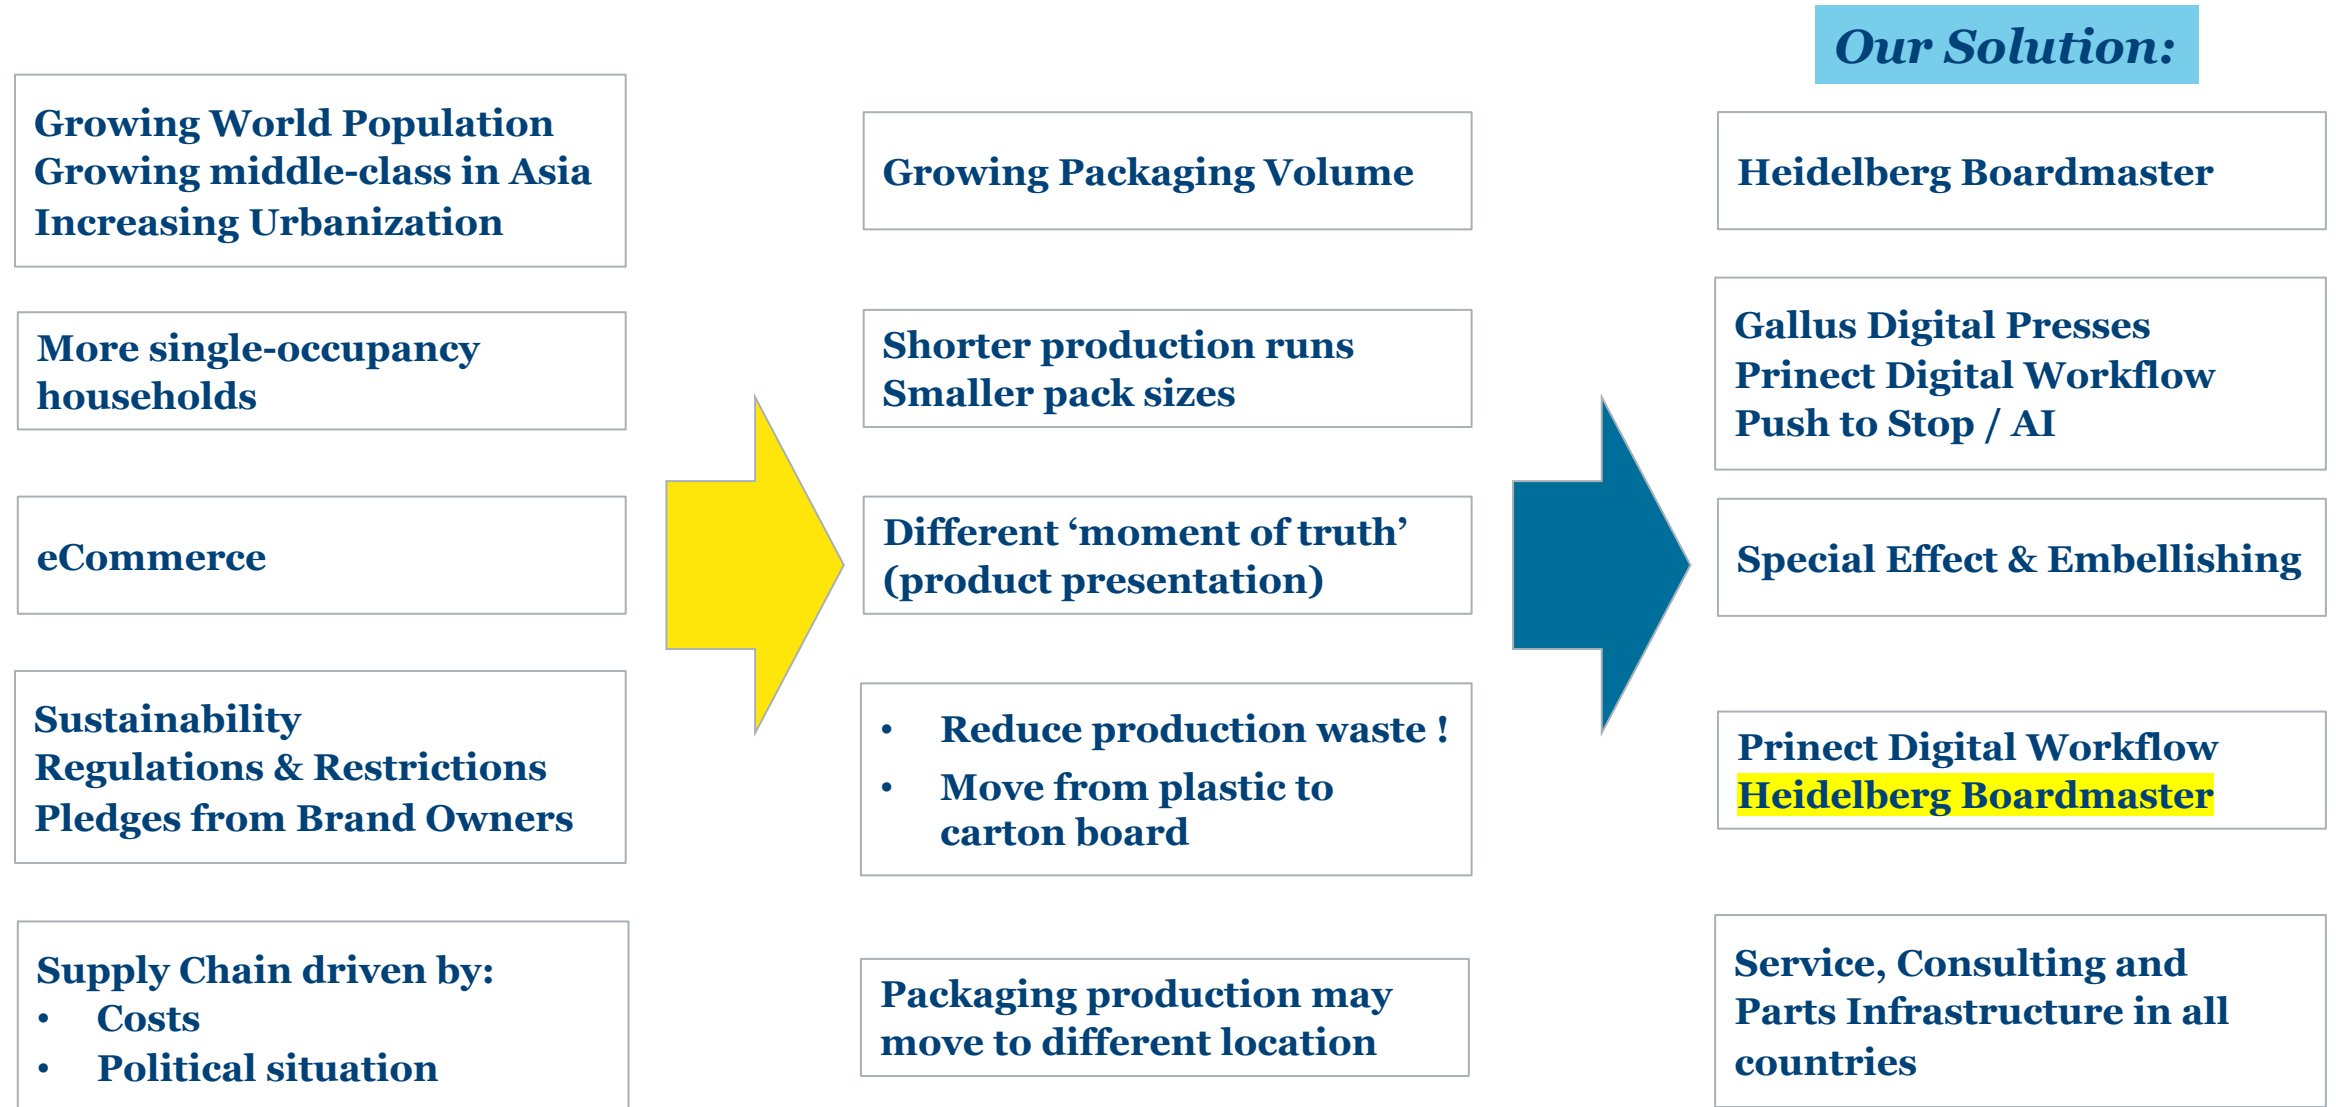 Our Solution:
Growing World Population
Growing middle-class in Asia
Increasing Urbanization
Growing Packaging Volume
Heidelberg Boardmaster
More single-occupancy
households
Shorter production runs
Smaller pack sizes
Gallus Digital Presses
Prinect Digital Workflow
Push to Stop / AI
eCommerce
Different ‘moment of truth’
(product presentation)
Special Effect & Embellishing
Sustainability
Regulations & Restrictions
Pledges from Brand Owners
• Reduce production waste !
• Move from plastic to
carton board
Prinect Digital Workflow
Heidelberg Boardmaster
Supply Chain driven by:
• Costs
• Political situation
Packaging production may
move to different location
Service, Consulting and
Parts Infrastructure in all
countries